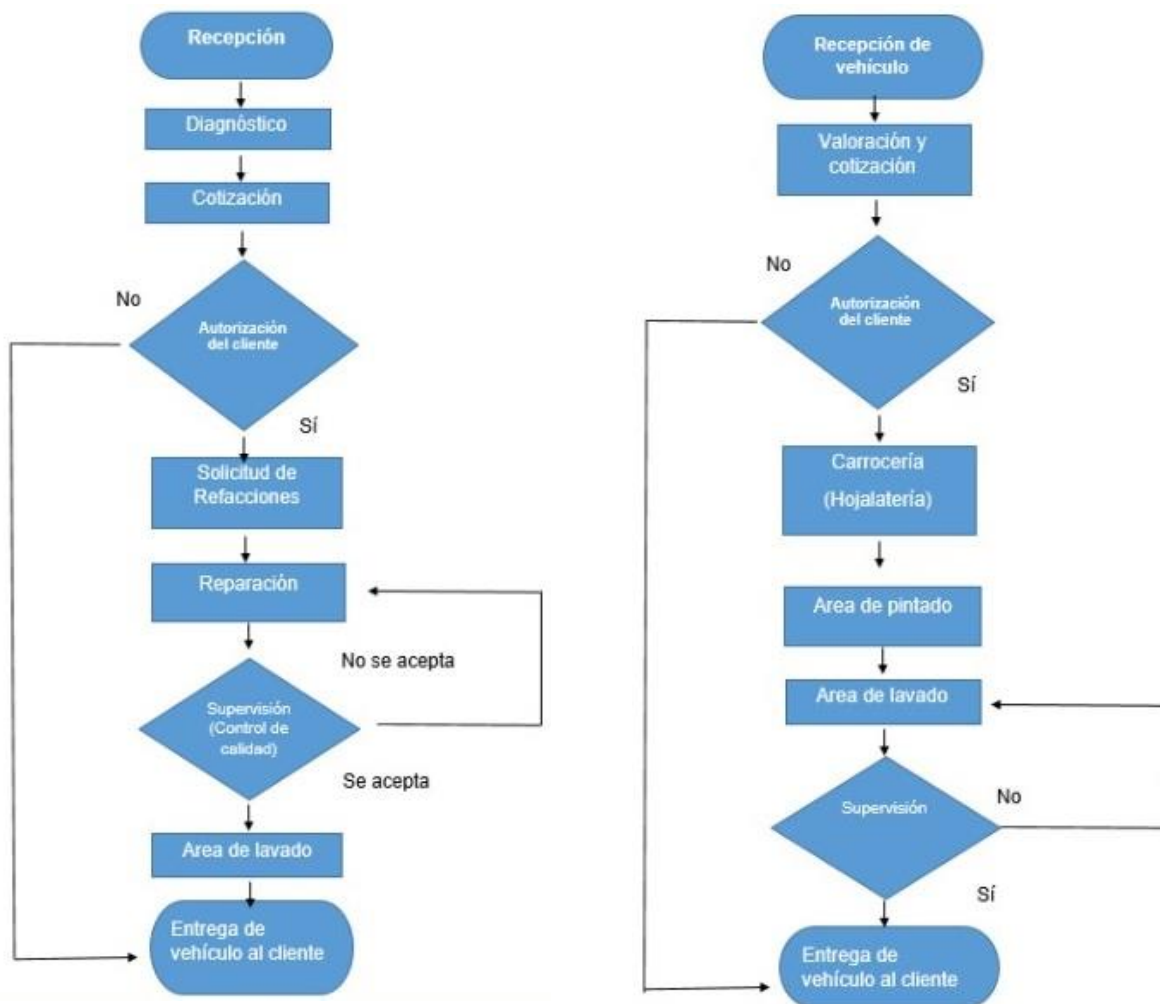 Recepción
Diagnóstico
Cotización
No
Autorización
del cliente
Sí
Solicitud de
Refacciones
Reparación
No se acepta
Supervisión
(Control de
calidad)
Se acepta
Area de lavado
Entrega de
vehículo al cliente
Recepción de
vehículo
Valoración y
cotización
No
Autorización
del cliente
Sí
Carrocería
(Hojalatería)
Area de pintado
Area de lavado
Supervisión
No
Sí
Entrega de
vehículo al cliente